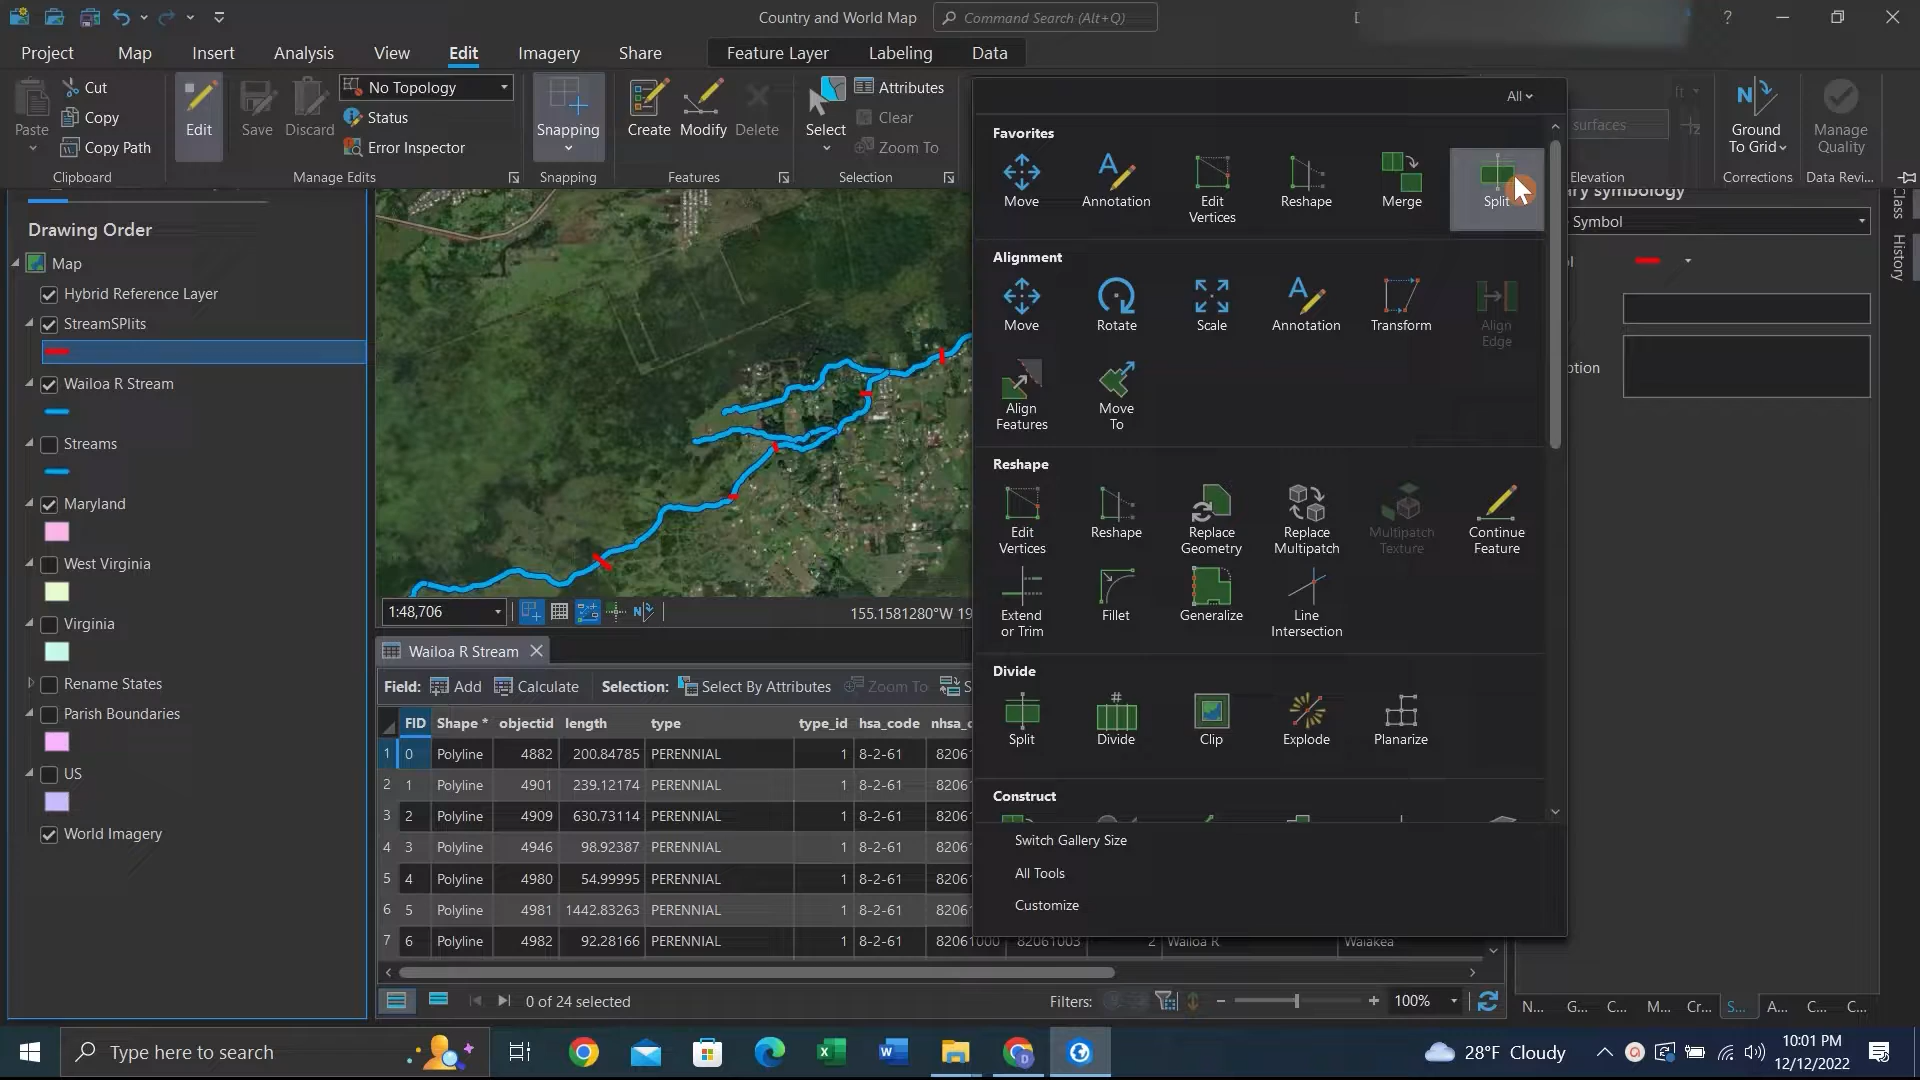 Country and World Map
Command Search (Alt+Q)
?
Project
Map
Insert
Analysis
View
Edit
Imagery
Share
Feature Layer
Labeling
Data
Paste
Cut
Copy
Copy Path
Clipboard
Edit
Save
Discard
No Topology
Status
Error Inspector
Manage Edits
Snapping
Snapping
Create
Modify
Delete
Features
Select
Attributes
Clear
Zoom To
Selection
All
ft
surfaces
Elevation
Ground
To Grid
Corrections
Manage
Quality
Data Revi...
Drawing Order
Map
Hybrid Reference Layer
StreamSPlits
Wailoa R Stream
Streams
Maryland
West Virginia
Virginia
Rename States
Parish Boundaries
US
World Imagery
1:48,706
155.1581280°W 19
Favorites
Move
Annotation
Edit
Vertices
Reshape
Merge
Split
Alignment
Move
Rotate
Scale
Annotation
Transform
Align
Edge
Align
Features
Move
To
Reshape
Edit
Vertices
Reshape
Replace
Geometry
Replace
Multipatch
Multipatch
Texture
Continue
Feature
Extend
or Trim
Fillet
Generalize
Line
Intersection
Divide
Split
Divide
Clip
Explode
Planarize
Construct
Switch Gallery Size
All Tools
Customize
ry symbology
Symbol
ption
Class
History
Wailoa R Stream
Field:
Add
Calculate
Selection:
Select By Attributes
Zoom To
S
FID Shape * objectid length type type_id hsa_code nhsa_c
1 0 Polyline 4882 200.84785 PERENNIAL 1 8-2-61 8206
2 1 Polyline 4901 239.12174 PERENNIAL 1 8-2-61 8206
3 2 Polyline 4909 630.73114 PERENNIAL 1 8-2-61 8206
4 3 Polyline 4946 98.92387 PERENNIAL 1 8-2-61 8206
5 4 Polyline 4980 54.99995 PERENNIAL 1 8-2-61 8206
6 5 Polyline 4981 1442.83263 PERENNIAL 1 8-2-61 8206
7 6 Polyline 4982 92.28166 PERENNIAL 1 8-2-61 82061000 82061003 2 Wailoa R Waiakea
0 of 24 selected
Filters:
100%
N...
G...
C...
M...
Cr...
S...
A...
C...
C...
Type here to search
28°F Cloudy
10:01 PM
12/12/2022